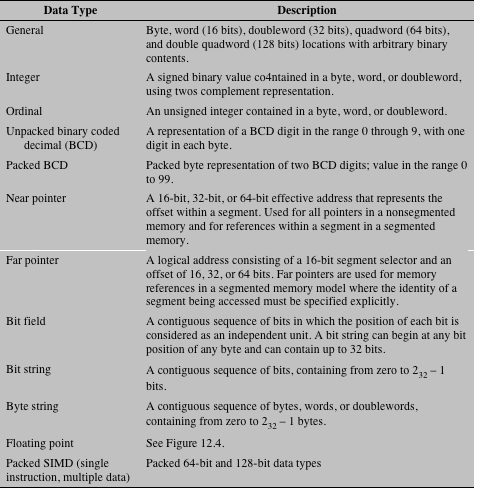 Data Type Description
General Byte, word (16 bits), doubleword (32 bits), quadword (64 bits),
and double quadword (128 bits) locations with arbitrary binary
contents.
Integer A signed binary value co4ntained in a byte, word, or doubleword,
using twos complement representation.
Ordinal An unsigned integer contained in a byte, word, or doubleword.
Unpacked binary coded A representation of a BCD digit in the range 0 through 9, with one
decimal (BCD) digit in each byte.
Packed BCD Packed byte representation of two BCD digits; value in the range 0
to 99.
Near pointer A 16-bit, 32-bit, or 64-bit effective address that represents the
offset within a segment. Used for all pointers in a nonsegmented
memory and for references within a segment in a segmented
memory.
Far pointer A logical address consisting of a 16-bit segment selector and an
offset of 16, 32, or 64 bits. Far pointers are used for memory
references in a segmented memory model where the identity of a
segment being accessed must be specified explicitly.
Bit field A contiguous sequence of bits in which the position of each bit is
considered as an independent unit. A bit string can begin at any bit
position of any byte and can contain up to 32 bits.
Bit string A contiguous sequence of bits, containing from zero to 2₃₂ – 1
bits.
Byte string A contiguous sequence of bytes, words, or doublewords,
containing from zero to 2₃₂ – 1 bytes.
Floating point See Figure 12.4.
Packed SIMD (single Packed 64-bit and 128-bit data types
instruction, multiple data)